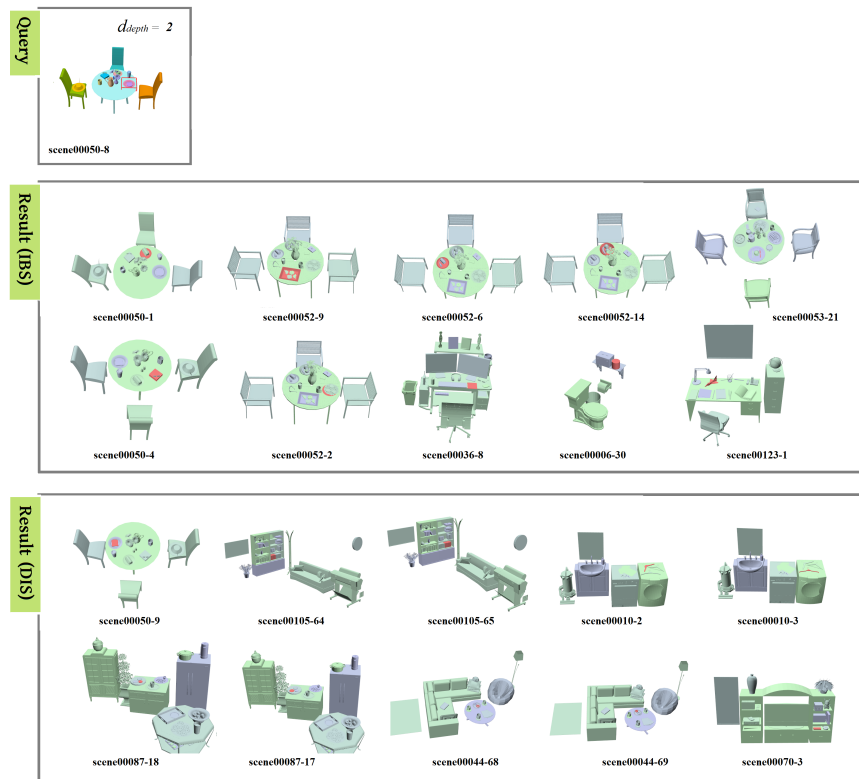 Query
d depth = 2
scene00050-8
Result (IBS)
scene00050-1
scene00052-9
scene00052-6
scene00052-14
scene00053-21
scene00050-4
scene00052-2
scene00036-8
scene00006-30
scene00123-1
Result (DIS)
scene00050-9
scene00105-64
scene00105-65
scene00010-2
scene00010-3
scene00087-18
scene00087-17
scene00044-68
scene00044-69
scene00070-3